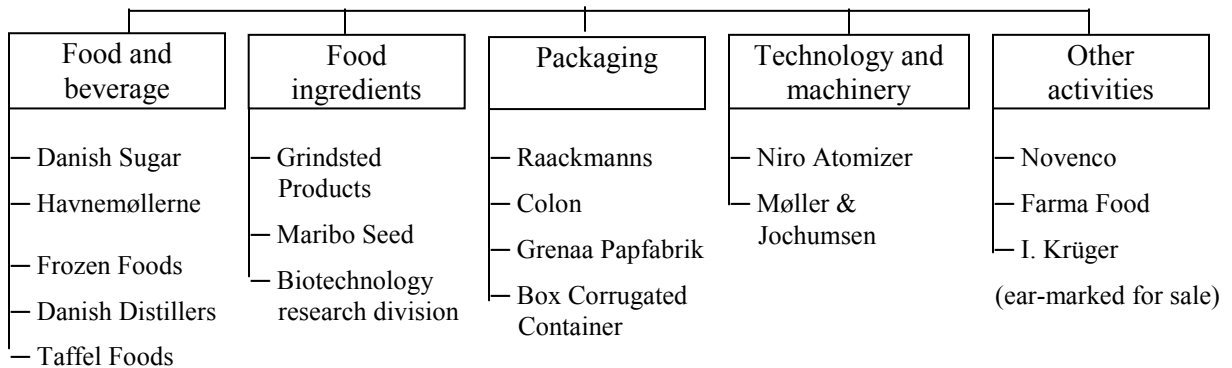 Food and
beverage
Danish Sugar
Havnemøllerne
Frozen Foods
Danish Distillers
Taffel Foods
Food
ingredients
Grindsted
Products
Maribo Seed
Biotechnology
research division
Packaging
Raackmanns
Colon
Grenaa Papfabrik
Box Corrugated
Container
Technology and
machinery
Niro Atomizer
Møller &
Jochumsen
Other
activities
Novenco
Farma Food
I. Krüger
(ear-marked for sale)